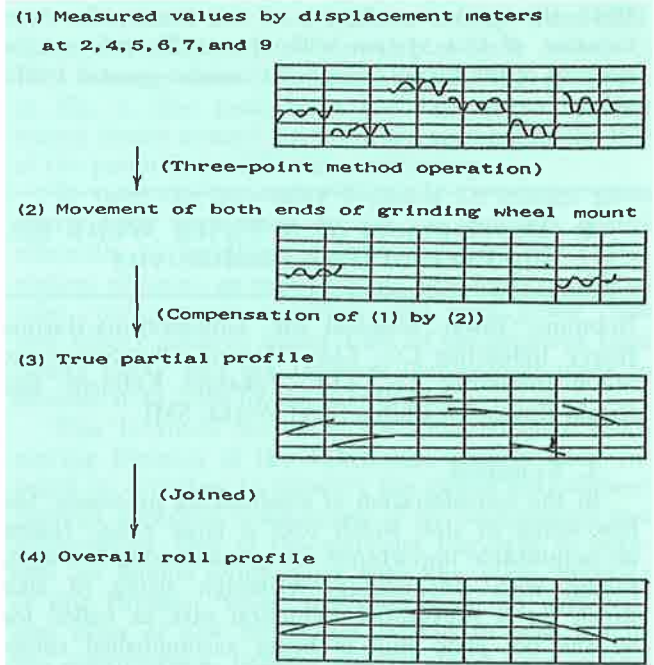 (1) Measured values by displacement meters
at 2,4,5,6,7,and 9
(Three-point method operation)
(2) Movement of both ends of grinding wheel mount
(Compensation of (1) by (2))
(3) True partial profile
(Joined)
(4) Overall roll profile